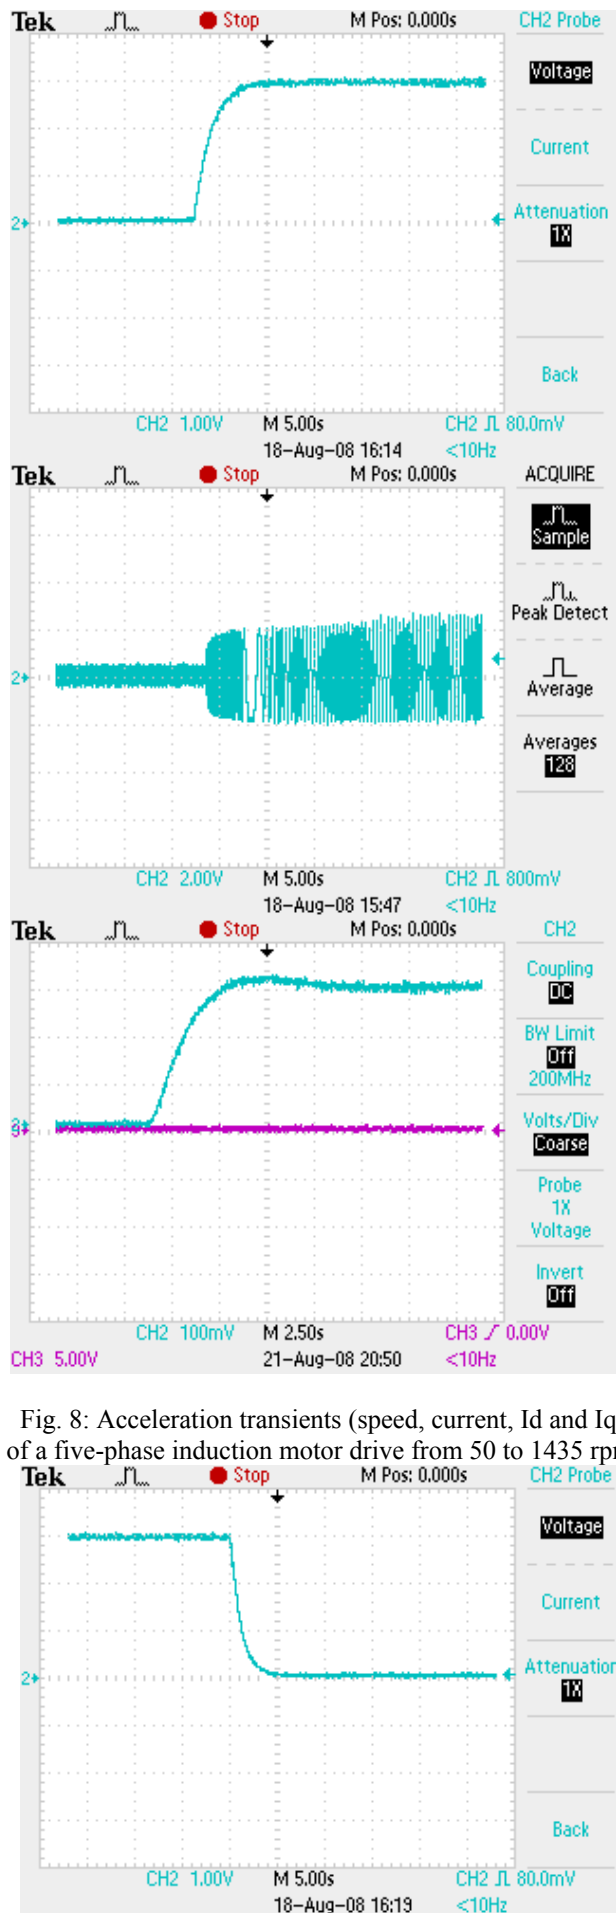 Tek Stop M Pos: 0.000s CH2 Probe
Voltage
Current
Attenuation
1X
2
Back
CH2 1.00V M 5.00s CH2 80.0mV
18-Aug-08 16:14 <10Hz
Tek Stop M Pos: 0.000s ACQUIRE
Sample
Peak Detect
2
Average
Averages
128
CH2 2.00V M 5.00s CH2 800mV
18-Aug-08 15:47 <10Hz
Tek Stop M Pos: 0.000s CH2
Coupling
DC
BW Limit
Off
200MHz
Volts/Div
Coarse
Probe
1X
Voltage
Invert
Off
CH2 100mV M 2.50s CH3 0.00V
CH3 5.00V 21-Aug-08 20:50 <10Hz
Fig. 8: Acceleration transients (speed, current, Id and Iq
of a five-phase induction motor drive from 50 to 1435 rpm
Tek Stop M Pos: 0.000s CH2 Probe
Voltage
Current
Attenuation
1X
2
Back
CH2 1.00V M 5.00s CH2 80.0mV
18-Aug-08 16:19 <10Hz